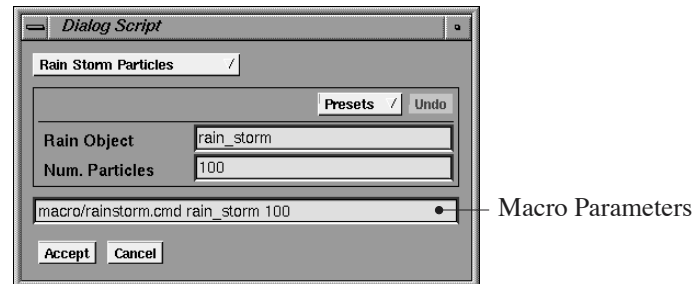 Dialog Script
Rain Storm Particles /
Presets / Undo
Rain Object rain_storm
Num. Particles 100
macro/rainstorm.cmd rain_storm 100
Macro Parameters
Accept Cancel